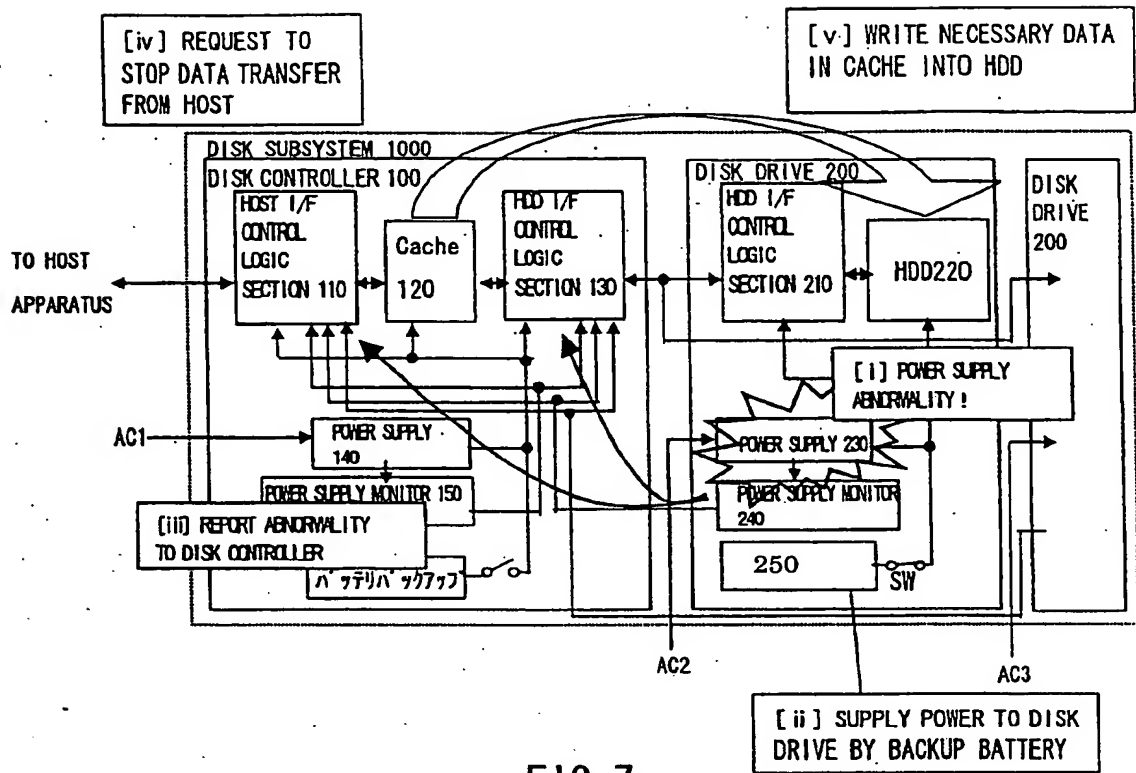 [iv] REQUEST TO
STOP DATA TRANSFER
FROM HOST
[v] WRITE NECESSARY DATA
IN CACHE INTO HDD
DISK SUBSYSTEM 1000
DISK CONTROLLER 100
HOST I/F
CONTROL
LOGIC
SECTION 110
Cache
120
HDD I/F
CONTROL
LOGIC
SECTION 130
DISK DRIVE 200
HDD I/F
CONTROL
LOGIC
SECTION 210
HDD220
DISK
DRIVE
200
TO HOST
APPARATUS
[i] POWER SUPPLY
ABNORMALITY!
AC1
POWER SUPPLY
140
POWER SUPPLY MONITOR 150
[iii] REPORT ABNORMALITY
TO DISK CONTROLLER
バッテリバックアップ
POWER SUPPLY 230
POWER SUPPLY MONITOR
240
250
SW
AC2
AC3
[ii] SUPPLY POWER TO DISK
DRIVE BY BACKUP BATTERY